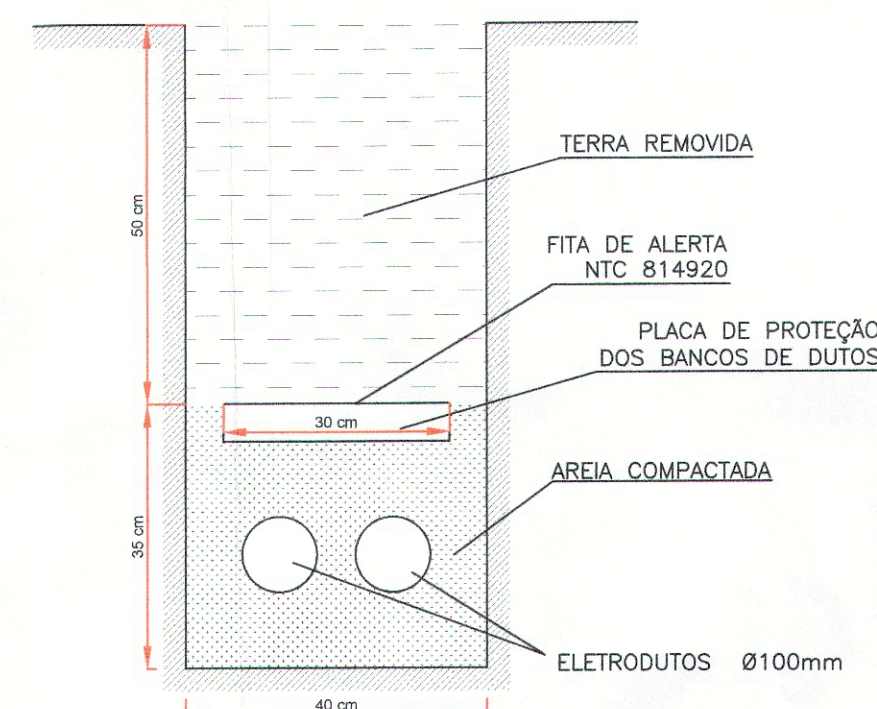 TERRA REMOVIDA
50 cm
FITA DE ALERTA
NTC 814920
PLACA DE PROTEÇÃO
DOS BANCOS DE DUTOS
30 cm
AREIA COMPACTADA
35 cm
ELETRODUTOS Ø100mm
40 cm